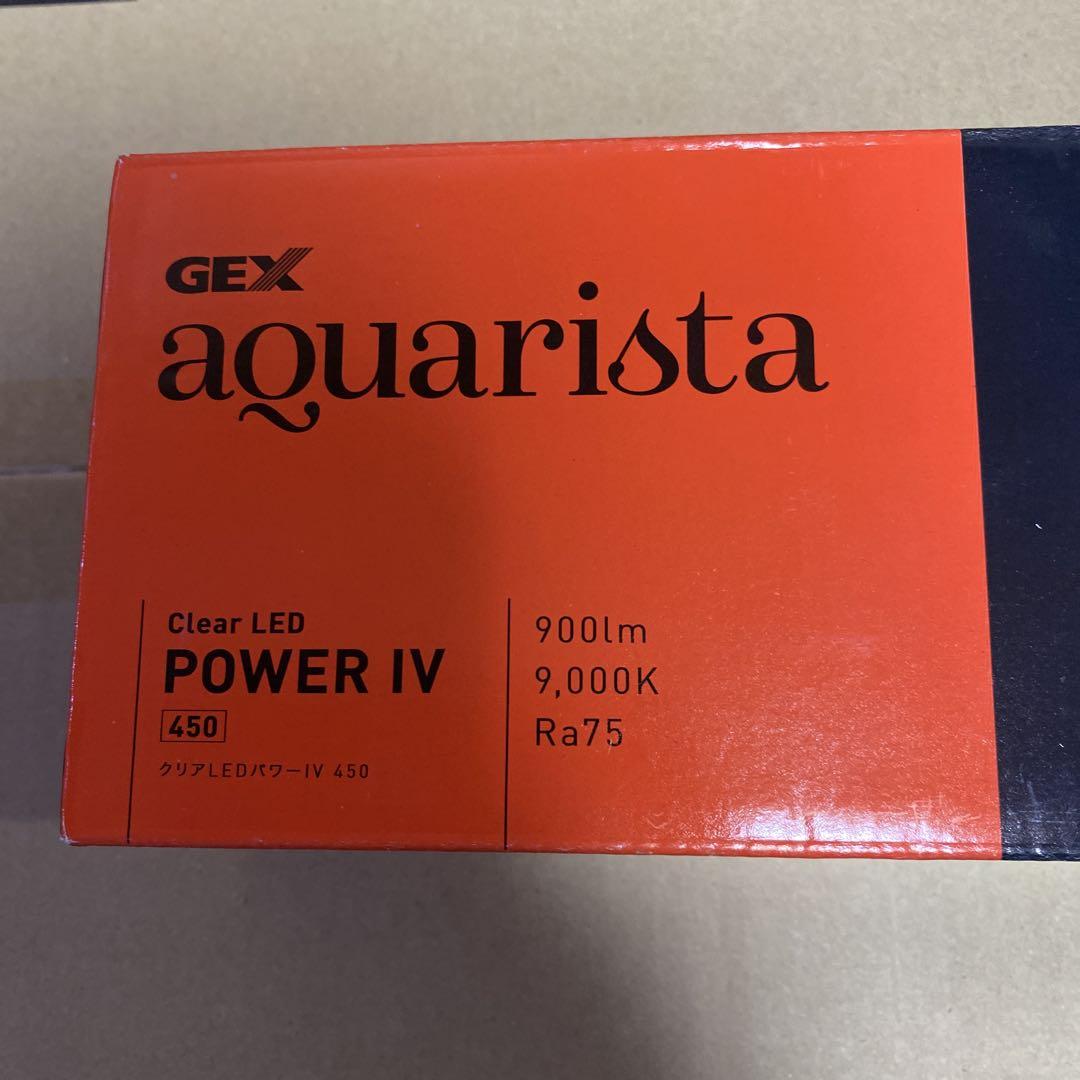 GEX
aquarista
Clear LED
POWER IV
450
クリアLEDパワーIV 450
900lm
9,000K
Ra75